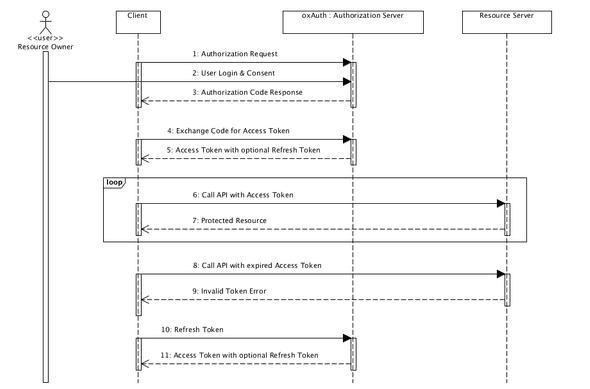 Client
oxAuth : Authorization Server
Resource Server
<<user>>
Resource Owner
1: Authorization Request
2: User Login & Consent
3: Authorization Code Response
4: Exchange Code for Access Token
5: Access Token with optional Refresh Token
loop
6: Call API with Access Token
7: Protected Resource
8: Call API with expired Access Token
9: Invalid Token Error
10: Refresh Token
11: Access Token with optional Refresh Token